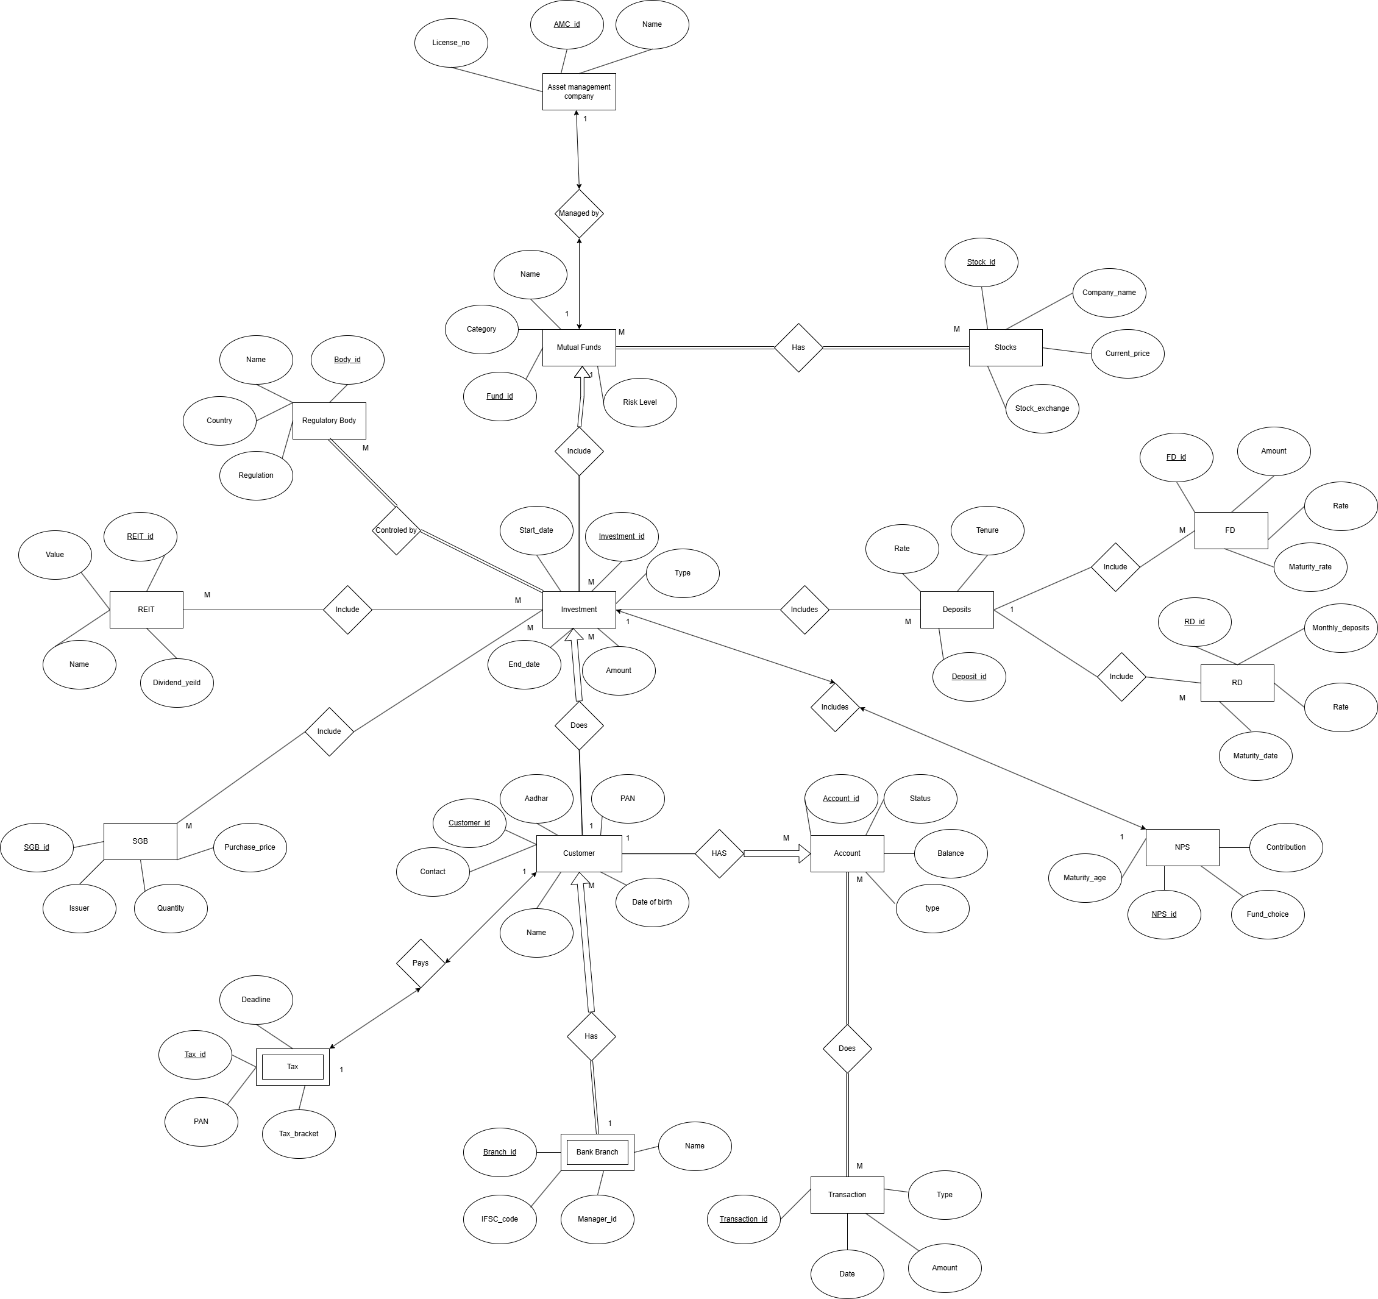 AMC_id
Name
License_no
Asset management
company
1
Managed by
Name
1
Category
M
Mutual Funds
Fund_id
1
Risk Level
Has
M
Stock_id
Company_name
Stocks
Current_price
Stock_exchange
Name
Body_id
Country
Regulatory Body
M
Regulation
Include
Controled by
Start_date
Investment_id
Type
M
Value
REIT_id
REIT
M
Name
Dividend_yeild
Include
M
Investment
1
M
M
End_date
Amount
Includes
M
Rate
Tenure
Deposits
1
Deposit_id
Include
M
FD_id
Amount
FD
Rate
Maturity_rate
Include
M
RD_id
Monthly_deposits
RD
Rate
Maturity_date
Includes
Include
Does
SGB_id
SGB
M
Purchase_price
Issuer
Quantity
Aadhar
PAN
Customer_id
1
1
Customer
Contact
1
M
Name
Date of birth
HAS
M
Account_id
Status
Account
Balance
M
type
1
NPS
Contribution
Maturity_age
NPS_id
Fund_choice
Pays
Deadline
Tax_id
Tax
1
PAN
Tax_bracket
Has
1
Branch_id
Bank Branch
Name
IFSC_code
Manager_id
Does
M
Transaction
Type
Transaction_id
Date
Amount